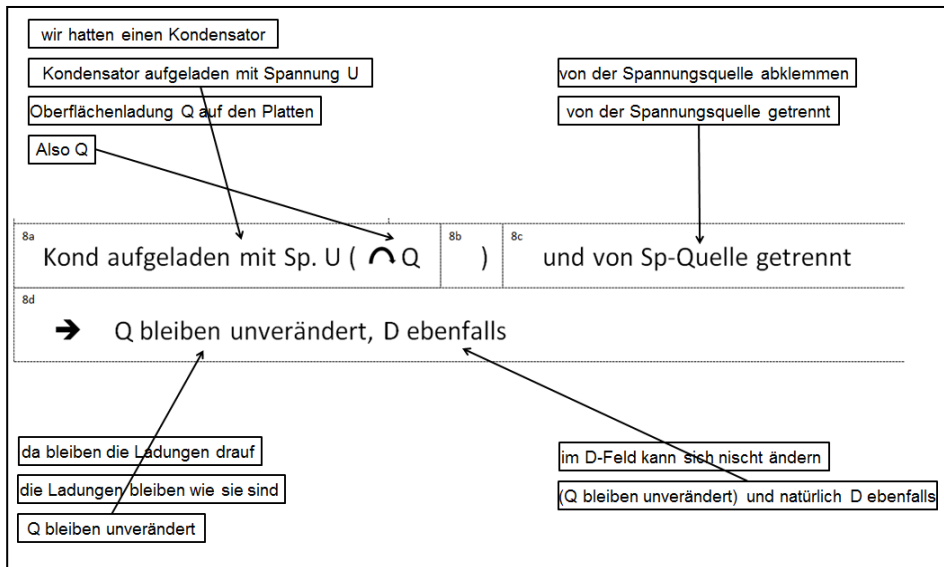 wir hatten einen Kondensator
Kondensator aufgeladen mit Spannung U
Oberflächenladung Q auf den Platten
Also Q
von der Spannungsquelle abklemmen
von der Spannungsquelle getrennt
8a
Kond aufgeladen mit Sp. U ( Q
8b
)
8c
und von Sp-Quelle getrennt
8d
➔ Q bleiben unverändert, D ebenfalls
da bleiben die Ladungen drauf
die Ladungen bleiben wie sie sind
Q bleiben unverändert
im D-Feld kann sich nischt ändern
(Q bleiben unverändert) und natürlich D ebenfalls